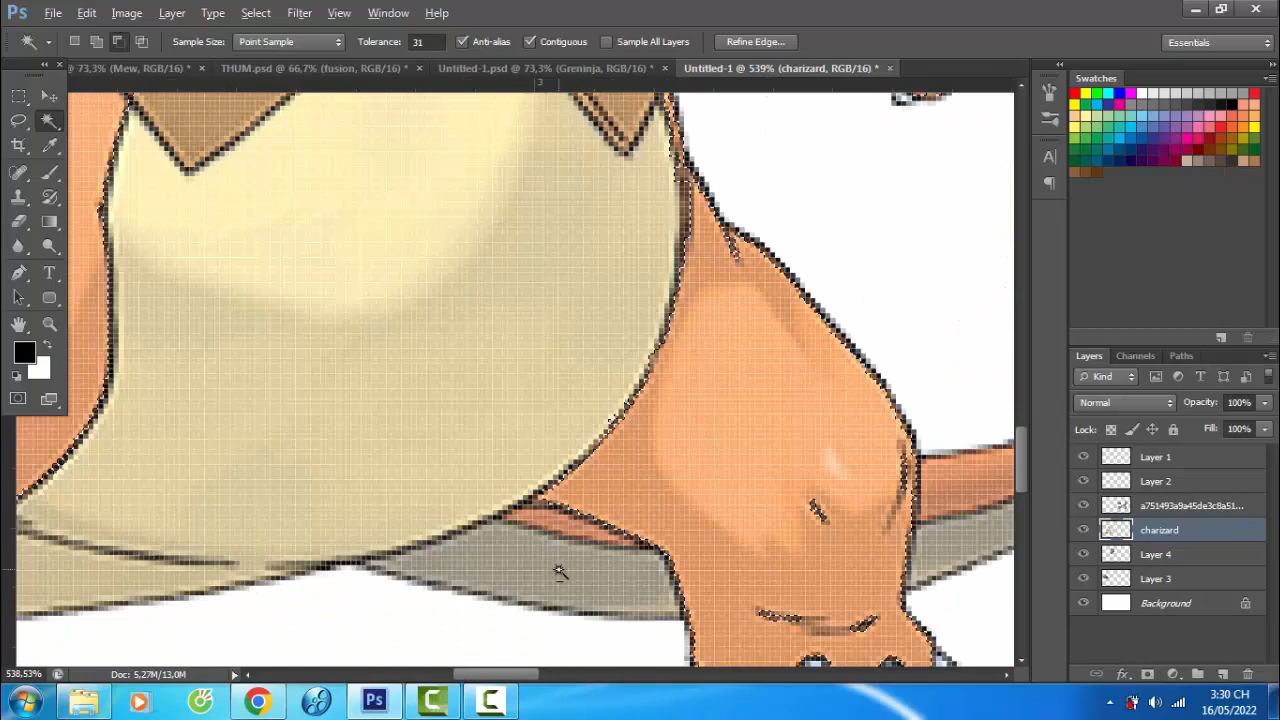 Ps File Edit Image Layer Type Select Filter View Window Help
Sample Size: Point Sample Tolerance: 31 Anti-alias Contiguous Sample All Layers Refine Edge... Essentials
73,3% (Mew, RGB/16) * × THUM.psd @ 66,7% (fusion, RGB/16) * × Untitled-1.psd @ 73,3% (Greninja, RGB/16) * × Untitled-1 @ 539% (charizard, RGB/16) * ×
3
Swatches
Layers Channels Paths
Kind
Normal Opacity: 100%
Lock: Fill: 100%
Layer 1
Layer 2
a751493a9a45de3c8a51...
charizard
Layer 4
Layer 3
Background
538,53% Doc: 5,27M/13,0M
3:30 CH
16/05/2022